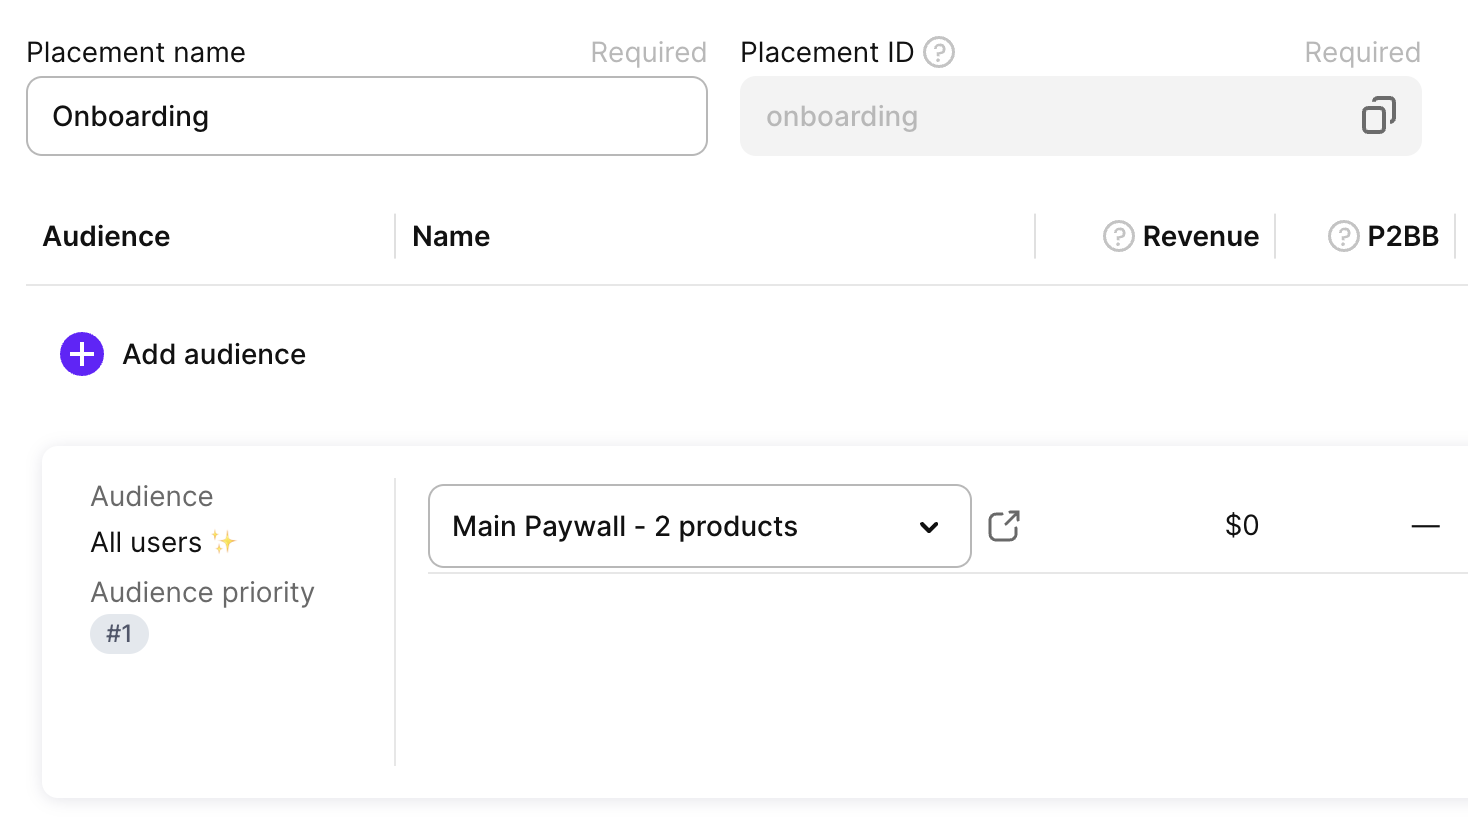 Placement name Required Placement ID ? Required
Onboarding onboarding
Audience Name ? Revenue ? P2BB
Add audience
Audience
All users ✨
Main Paywall - 2 products $0 —
Audience priority
#1